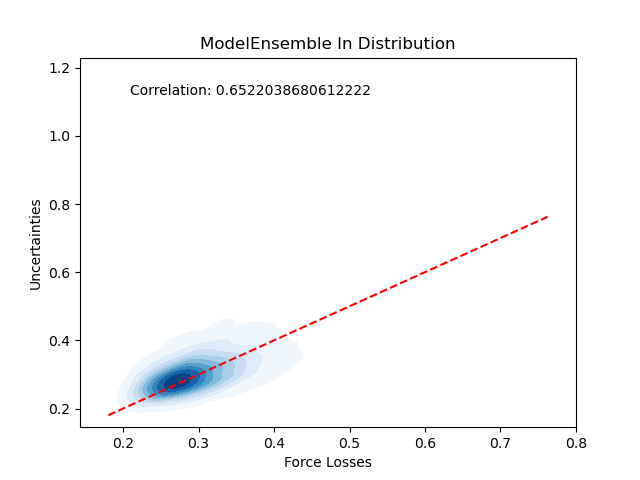 ModelEnsemble In Distribution
Correlation: 0.6522038680612222
1.2
1.0
0.8
0.6
0.4
0.2
Uncertainties
0.2 0.3 0.4 0.5 0.6 0.7 0.8
Force Losses